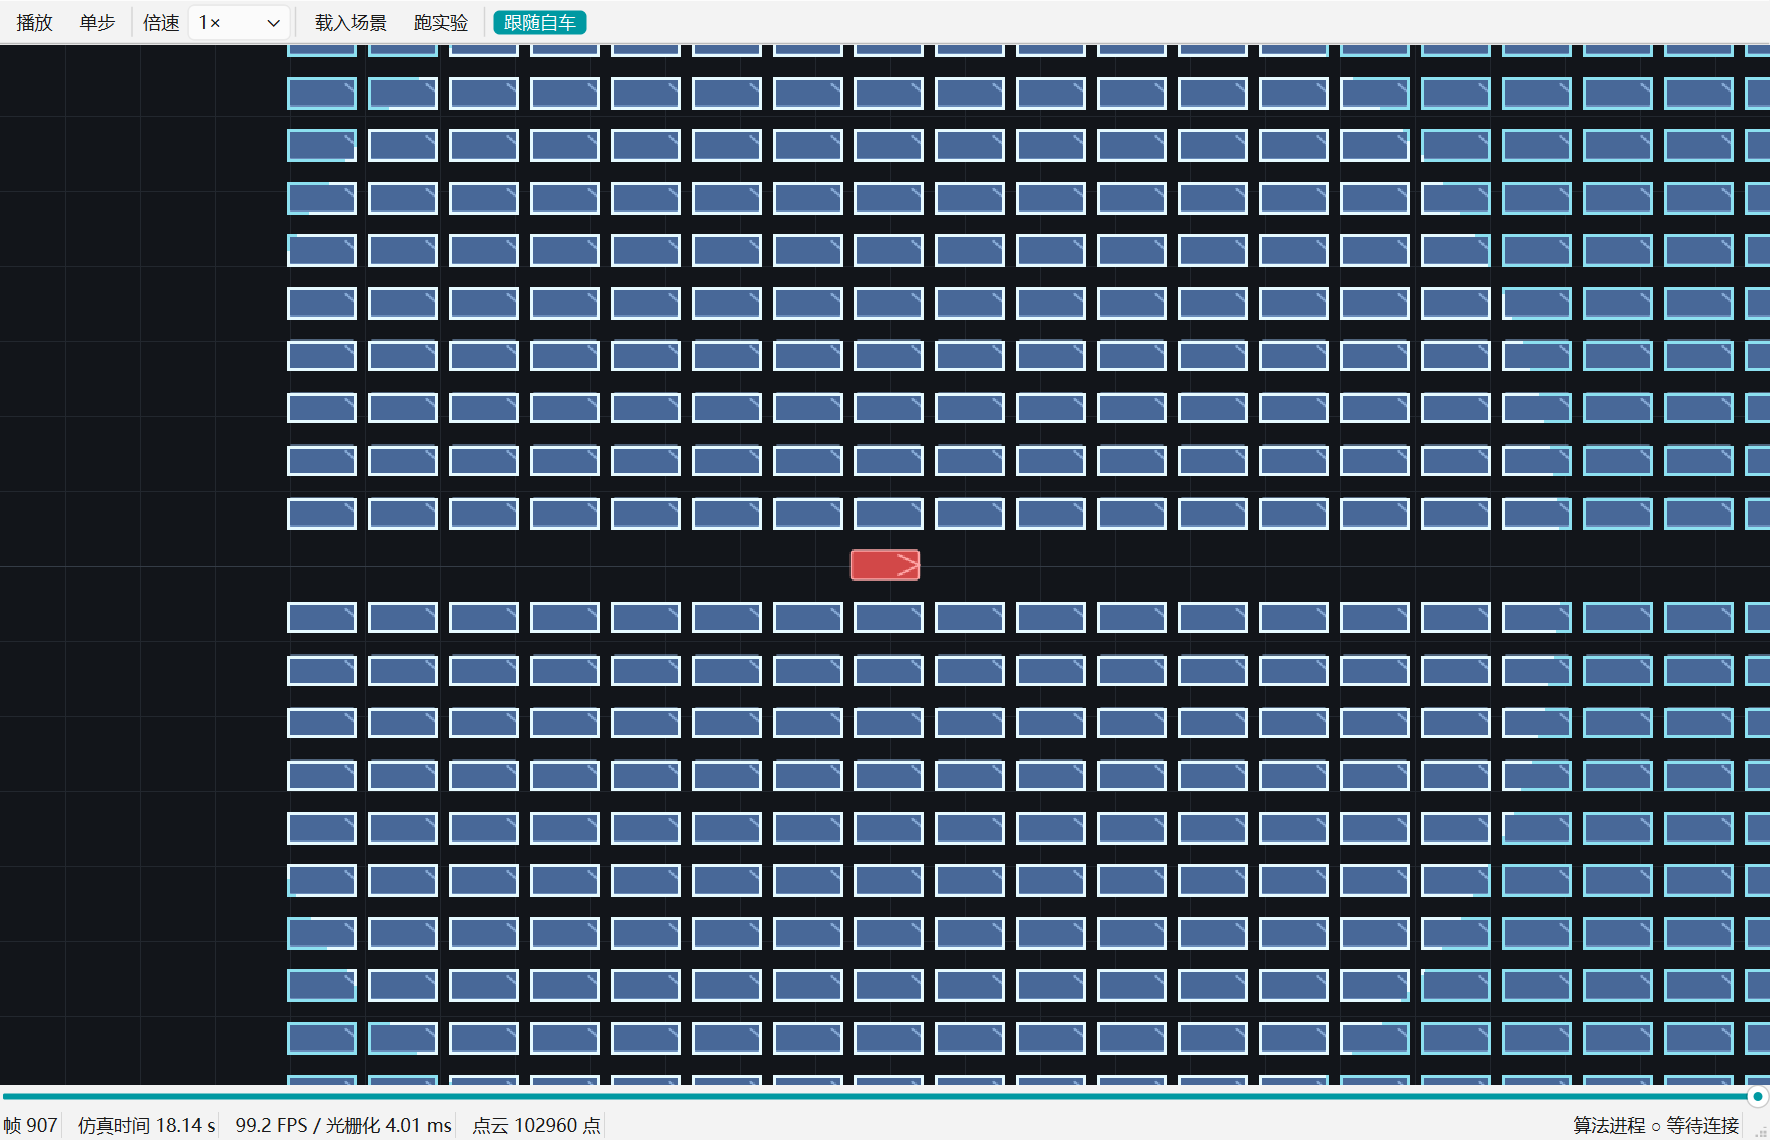 播放 单步 倍速 1× 载入场景 跑实验 跟随自车
帧 907 仿真时间 18.14 s 99.2 FPS / 光栅化 4.01 ms 点云 102960 点 算法进程 ○ 等待连接